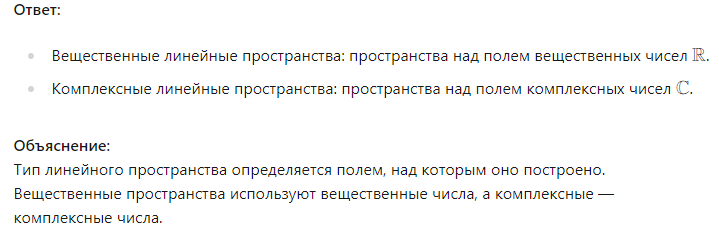 Ответ:
Вещественные линейные пространства: пространства над полем вещественных чисел ℝ.
Комплексные линейные пространства: пространства над полем комплексных чисел ℂ.
Объяснение:
Тип линейного пространства определяется полем, над которым оно построено.
Вещественные пространства используют вещественные числа, а комплексные —
комплексные числа.